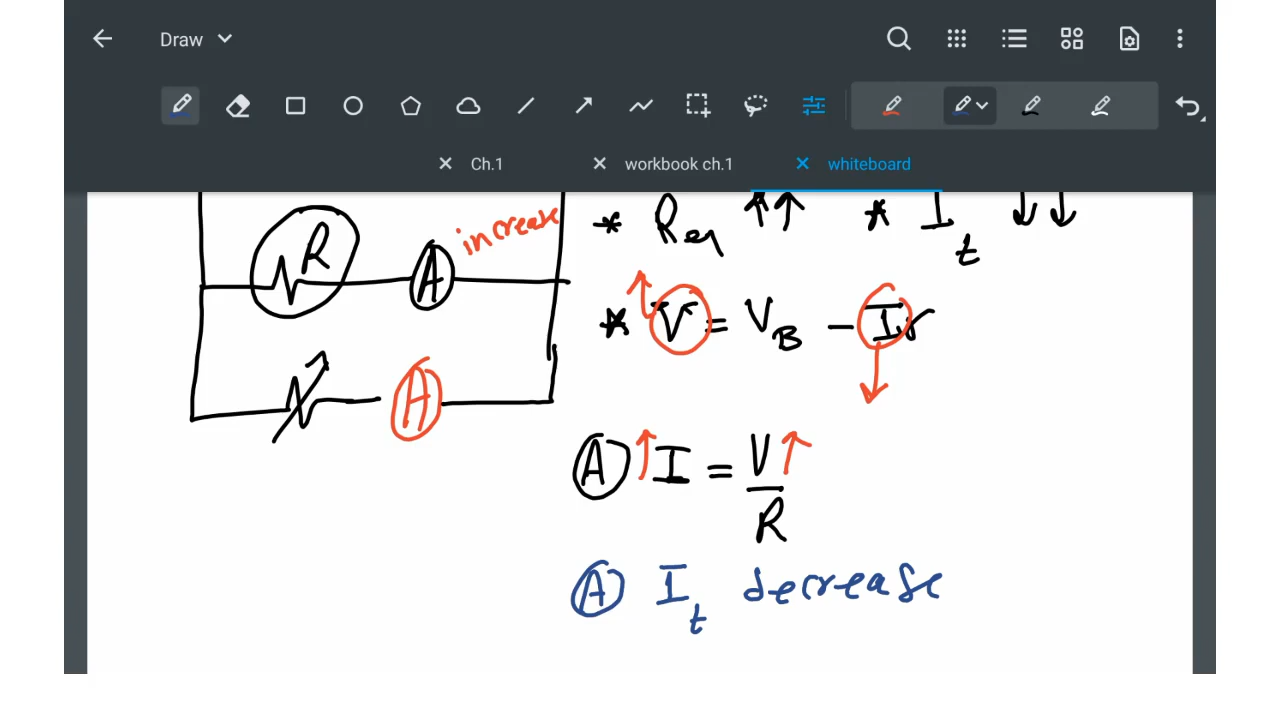 Draw
Ch.1
workbook ch.1
whiteboard
increase
R
A
A
* Req ↑↑ * It ↓↓
* ↑ V = VB - Ir ↓
A ↑ I = V ↑
R
A It decrease